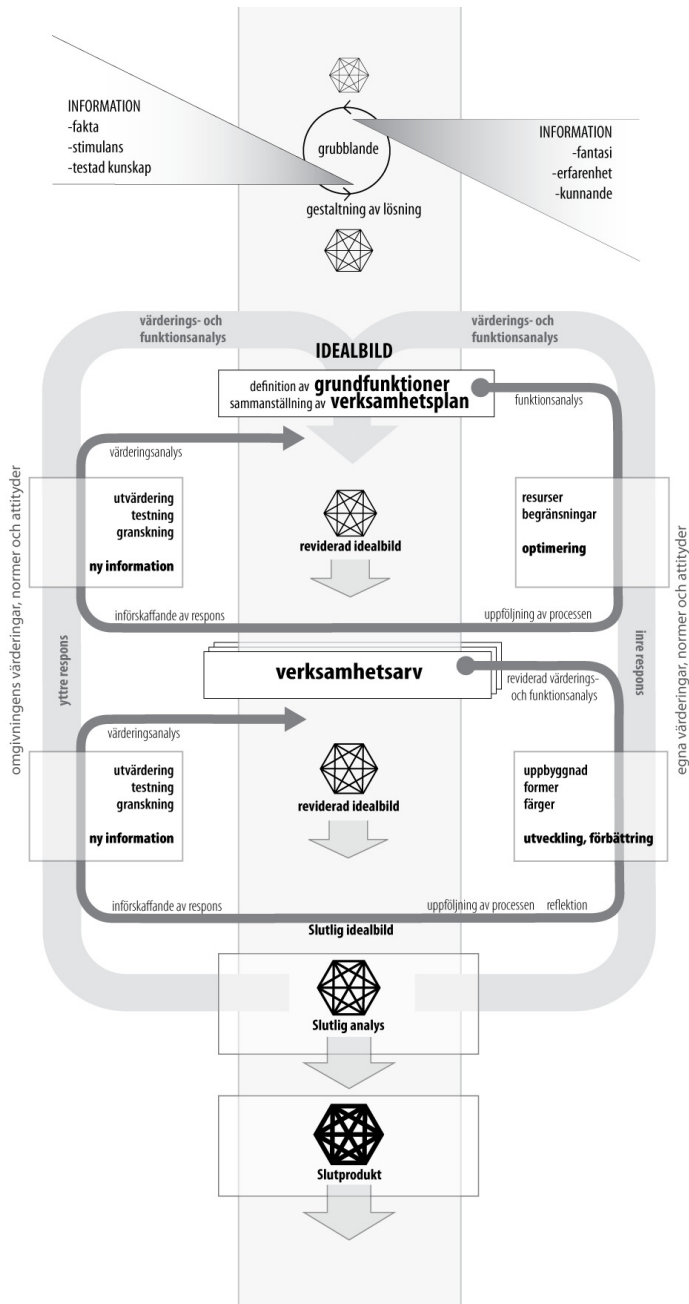 INFORMATION
-fakta
-stimulans
-testad kunskap
grubblande
INFORMATION
-fantasi
-erfarenhet
-kunnande
gestaltning av lösning
värderings- och
funktionsanalys
värderings- och
funktionsanalys
IDEALBILD
definition av grundfunktioner
sammanställning av verksamhetsplan
funktionsanalys
värderingsanalys
utvärdering
testning
granskning
ny information
reviderad idealbild
resurser
begränsningar
optimering
införskaffande av respons
uppföljning av processen
omgivningens värderingar, normer och attityder
yttre respons
inre respons
egna värderingar, normer och attityder
verksamhetsarv
reviderad värderings-
och funktionsanalys
värderingsanalys
utvärdering
testning
granskning
ny information
reviderad idealbild
uppbyggnad
former
färger
utveckling, förbättring
införskaffande av respons
uppföljning av processen
reflektion
Slutlig idealbild
Slutlig analys
Slutprodukt